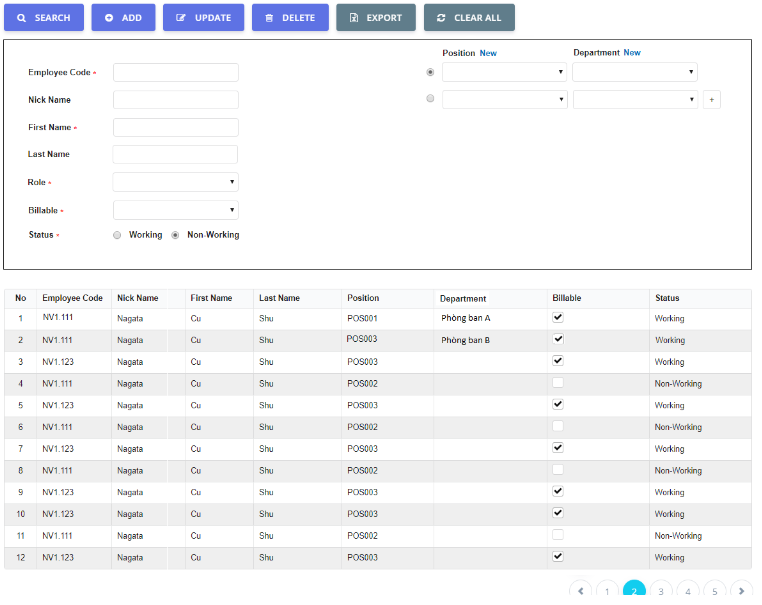 SEARCH ADD UPDATE DELETE EXPORT CLEAR ALL
Position New Department New
Employee Code *
Nick Name
First Name *
Last Name
Role *
Billable *
Status * Working Non-Working
+
No Employee Code Nick Name First Name Last Name Position Department Billable Status
1 NV1.111 Nagata Cu Shu POS001 Phòng ban A Working
2 NV1.111 Nagata Cu Shu POS003 Phòng ban B Working
3 NV1.123 Nagata Cu Shu POS003 Working
4 NV1.111 Nagata Cu Shu POS002 Non-Working
5 NV1.123 Nagata Cu Shu POS003 Working
6 NV1.111 Nagata Cu Shu POS002 Non-Working
7 NV1.123 Nagata Cu Shu POS003 Working
8 NV1.111 Nagata Cu Shu POS002 Non-Working
9 NV1.123 Nagata Cu Shu POS003 Working
10 NV1.123 Nagata Cu Shu POS003 Working
11 NV1.111 Nagata Cu Shu POS002 Non-Working
12 NV1.123 Nagata Cu Shu POS003 Working
1 2 3 4 5